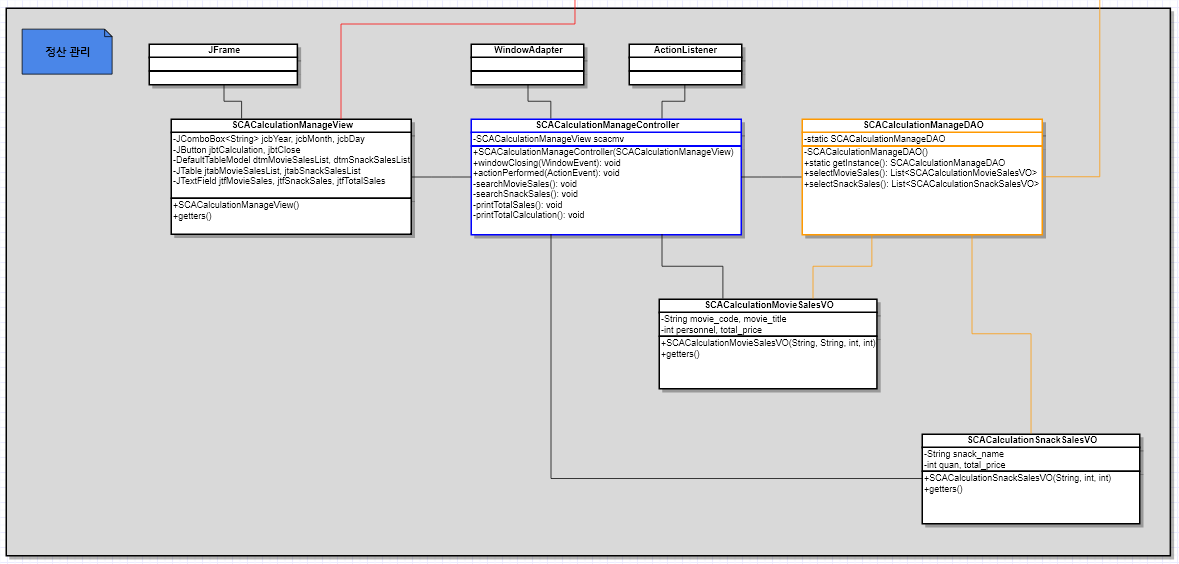 정산 관리
JFrame
WindowAdapter
ActionListener
SCACalculationManageView
-JComboBox<String> jcbYear, jcbMonth, jcbDay
-JButton jbtCalculation, jbtClose
-DefaultTableModel dtmMovieSalesList, dtmSnackSalesList
-JTable jtabMovieSalesList, jtabSnackSalesList
-JTextField jtfMovieSales, jtfSnackSales, jtfTotalSales
+SCACalculationManageView()
+getters()
SCACalculationManageController
-SCACalculationManageView scacmv
+SCACalculationManageController(SCACalculationManageView)
+windowClosing(WindowEvent): void
+actionPerformed(ActionEvent): void
-searchMovieSales(): void
-searchSnackSales(): void
-printTotalSales(): void
-printTotalCalculation(): void
SCACalculationManageDAO
-static SCACalculationManageDAO
-SCACalculationManageDAO()
+static getInstance(): SCACalculationManageDAO
+selectMovieSales(): List<SCACalculationMovieSalesVO>
+selectSnackSales(): List<SCACalculationSnackSalesVO>
SCACalculationMovieSalesVO
-String movie_code, movie_title
-int personnel, total_price
+SCACalculationMovieSalesVO(String, String, int, int)
+getters()
SCACalculationSnackSalesVO
-String snack_name
-int quan, total_price
+SCACalculationSnackSalesVO(String, int, int)
+getters()